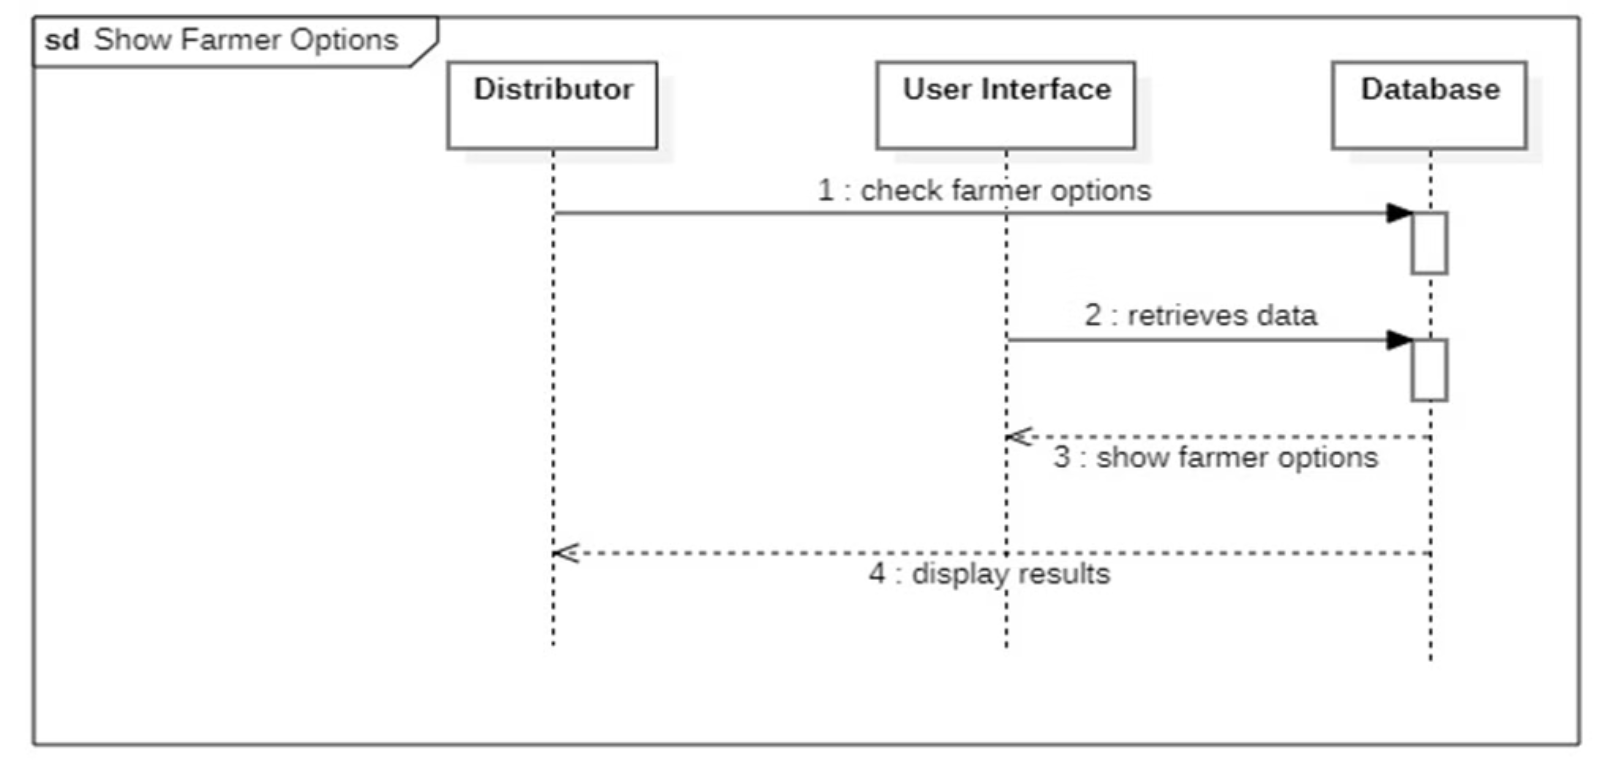 sd Show Farmer Options
Distributor
User Interface
Database
1 : check farmer options
2 : retrieves data
3 : show farmer options
4 : display results